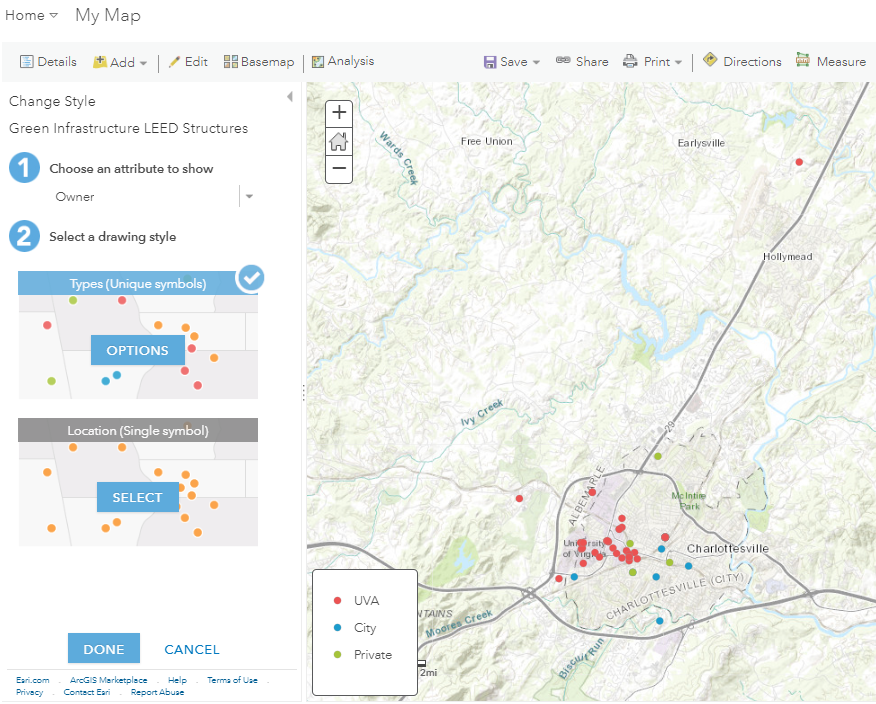 Home My Map
Details Add Edit Basemap Analysis Save Share Print Directions Measure
Change Style
Green Infrastructure LEED Structures
1 Choose an attribute to show
Owner
2 Select a drawing style
Types (Unique symbols)
OPTIONS
Location (Single symbol)
SELECT
DONE CANCEL
Esri.com . ArcGIS Marketplace . Help . Terms of Use .
Privacy . Contact Esri . Report Abuse
+
−
Wards Creek
Free Union
Earlysville
Hollymead
Ivy Creek
29
ALBEMARLE
McIntire
Park
University
of Virginia
Charlottesville
CHARLOTTESVILLE (CITY)
UVA
City
Private
NTAINS
Moores Creek
Biscuit Run
2mi